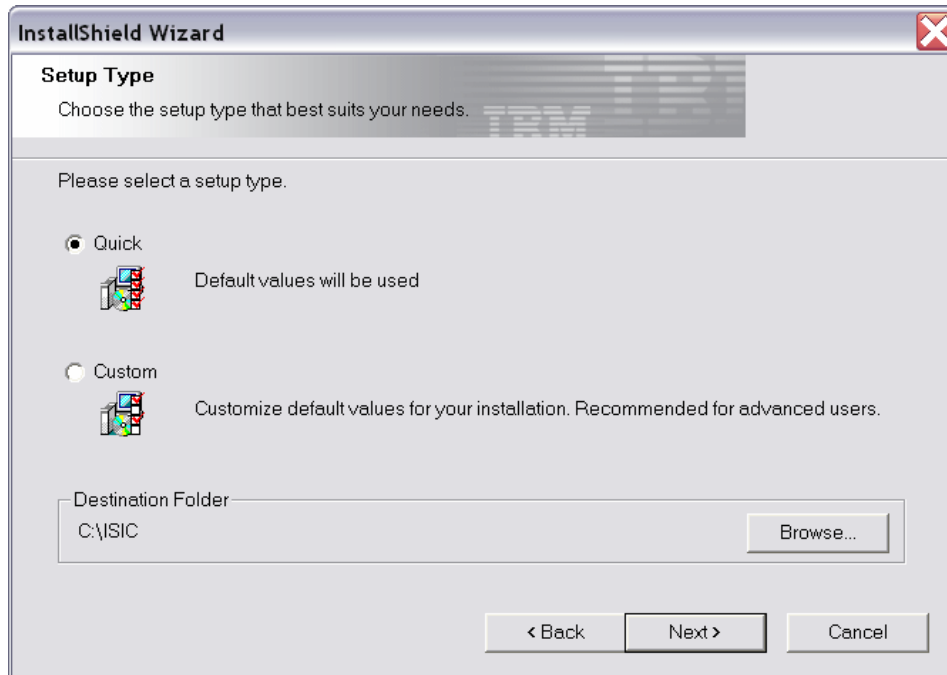 InstallShield Wizard
Setup Type
Choose the setup type that best suits your needs.
Please select a setup type.
Quick
Default values will be used
Custom
Customize default values for your installation. Recommended for advanced users.
Destination Folder
C:\ISIC
Browse...
< Back
Next >
Cancel